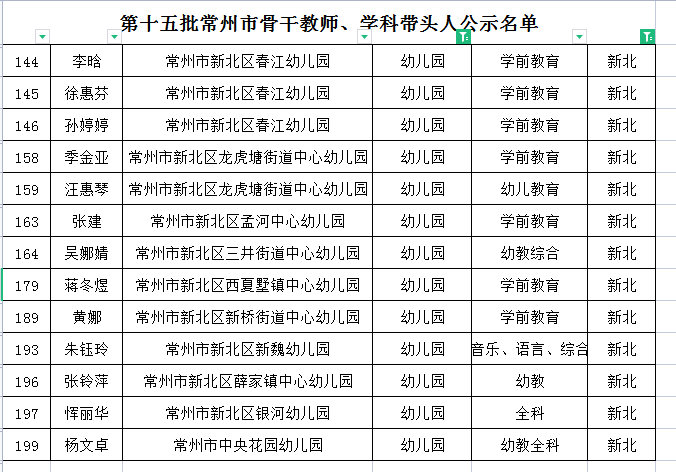 第十五批常州市骨干教师、学科带头人公示名单
144 李晗 常州市新北区春江幼儿园 幼儿园 学前教育 新北
145 徐惠芬 常州市新北区春江幼儿园 幼儿园 学前教育 新北
146 孙婷婷 常州市新北区春江幼儿园 幼儿园 学前教育 新北
158 季金亚 常州市新北区龙虎塘街道中心幼儿园 幼儿园 学前教育 新北
159 汪惠琴 常州市新北区龙虎塘街道中心幼儿园 幼儿园 幼儿教育 新北
163 张建 常州市新北区孟河中心幼儿园 幼儿园 学前教育 新北
164 吴娜婧 常州市新北区三井街道中心幼儿园 幼儿园 幼教综合 新北
179 蒋冬煜 常州市新北区西夏墅镇中心幼儿园 幼儿园 学前教育 新北
189 黄娜 常州市新北区新桥街道中心幼儿园 幼儿园 学前教育 新北
193 朱钰玲 常州市新北区新魏幼儿园 幼儿园 音乐、语言、综合 新北
196 张铃萍 常州市新北区薛家镇中心幼儿园 幼儿园 幼教 新北
197 恽丽华 常州市新北区银河幼儿园 幼儿园 全科 新北
199 杨文卓 常州市中央花园幼儿园 幼儿园 幼教全科 新北